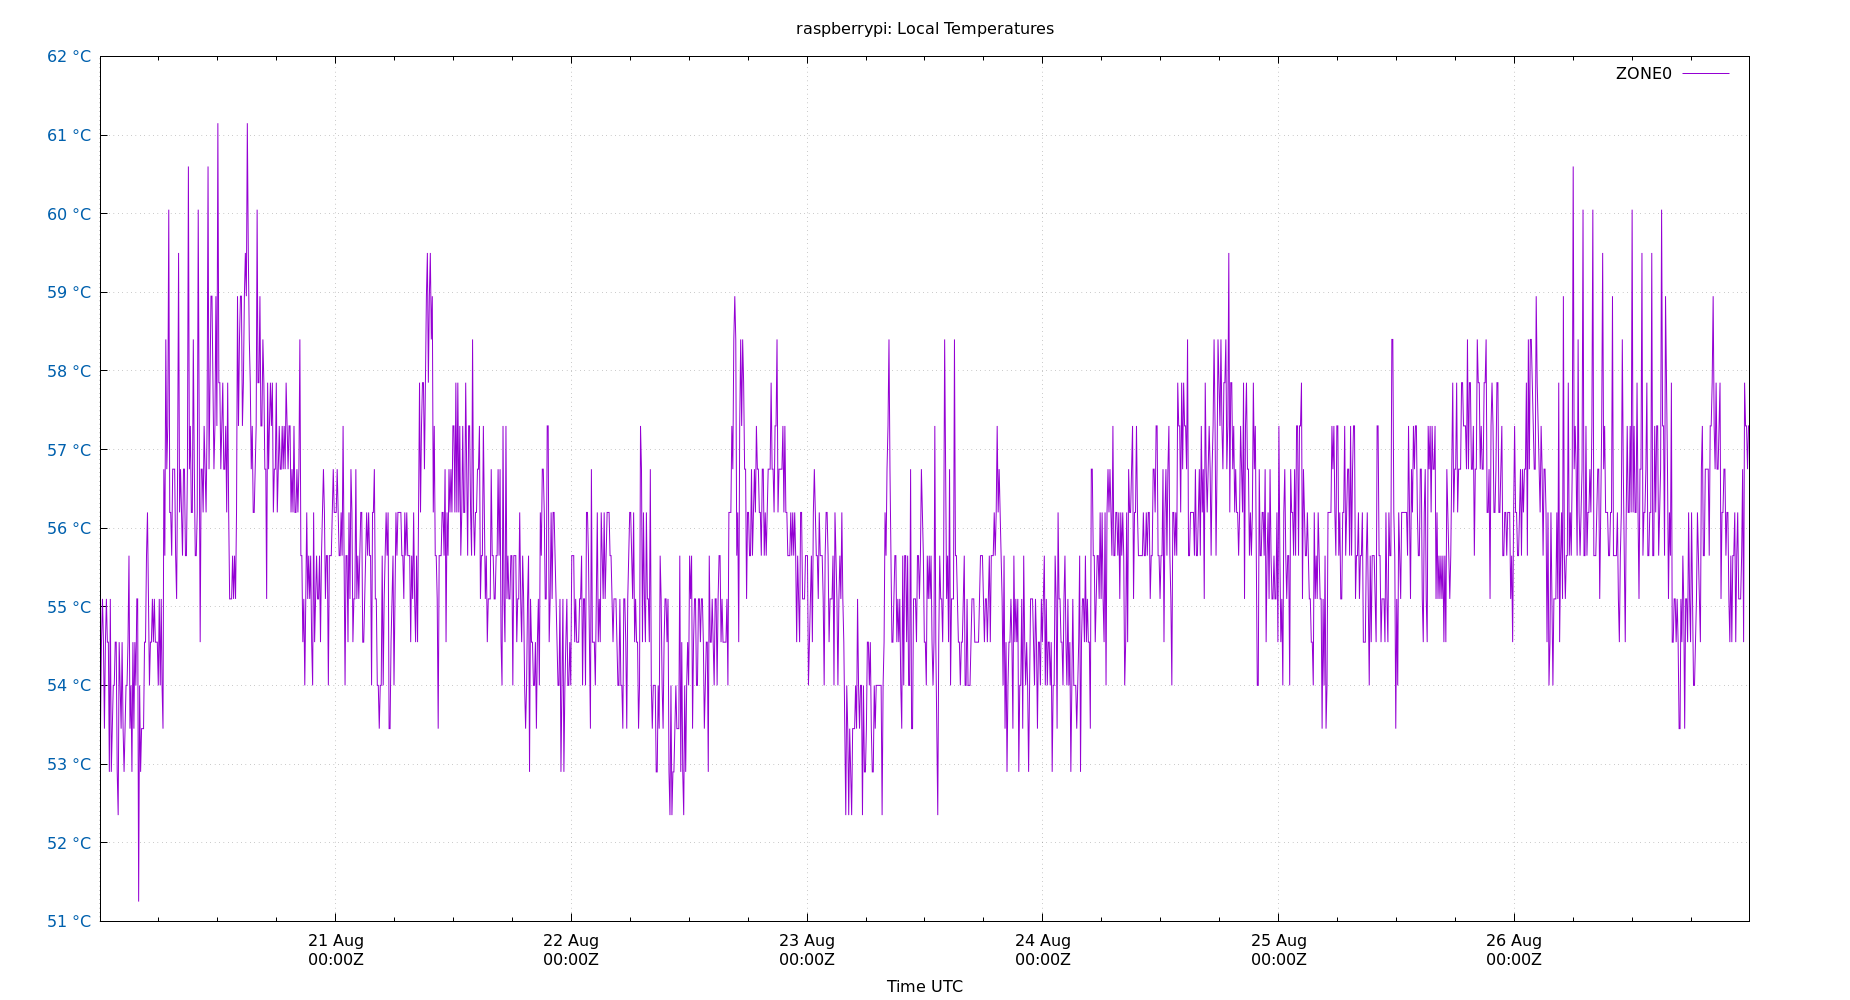 raspberrypi: Local Temperatures
ZONE0
62 °C
61 °C
60 °C
59 °C
58 °C
57 °C
56 °C
55 °C
54 °C
53 °C
52 °C
51 °C
21 Aug
00:00Z
22 Aug
00:00Z
23 Aug
00:00Z
24 Aug
00:00Z
25 Aug
00:00Z
26 Aug
00:00Z
Time UTC